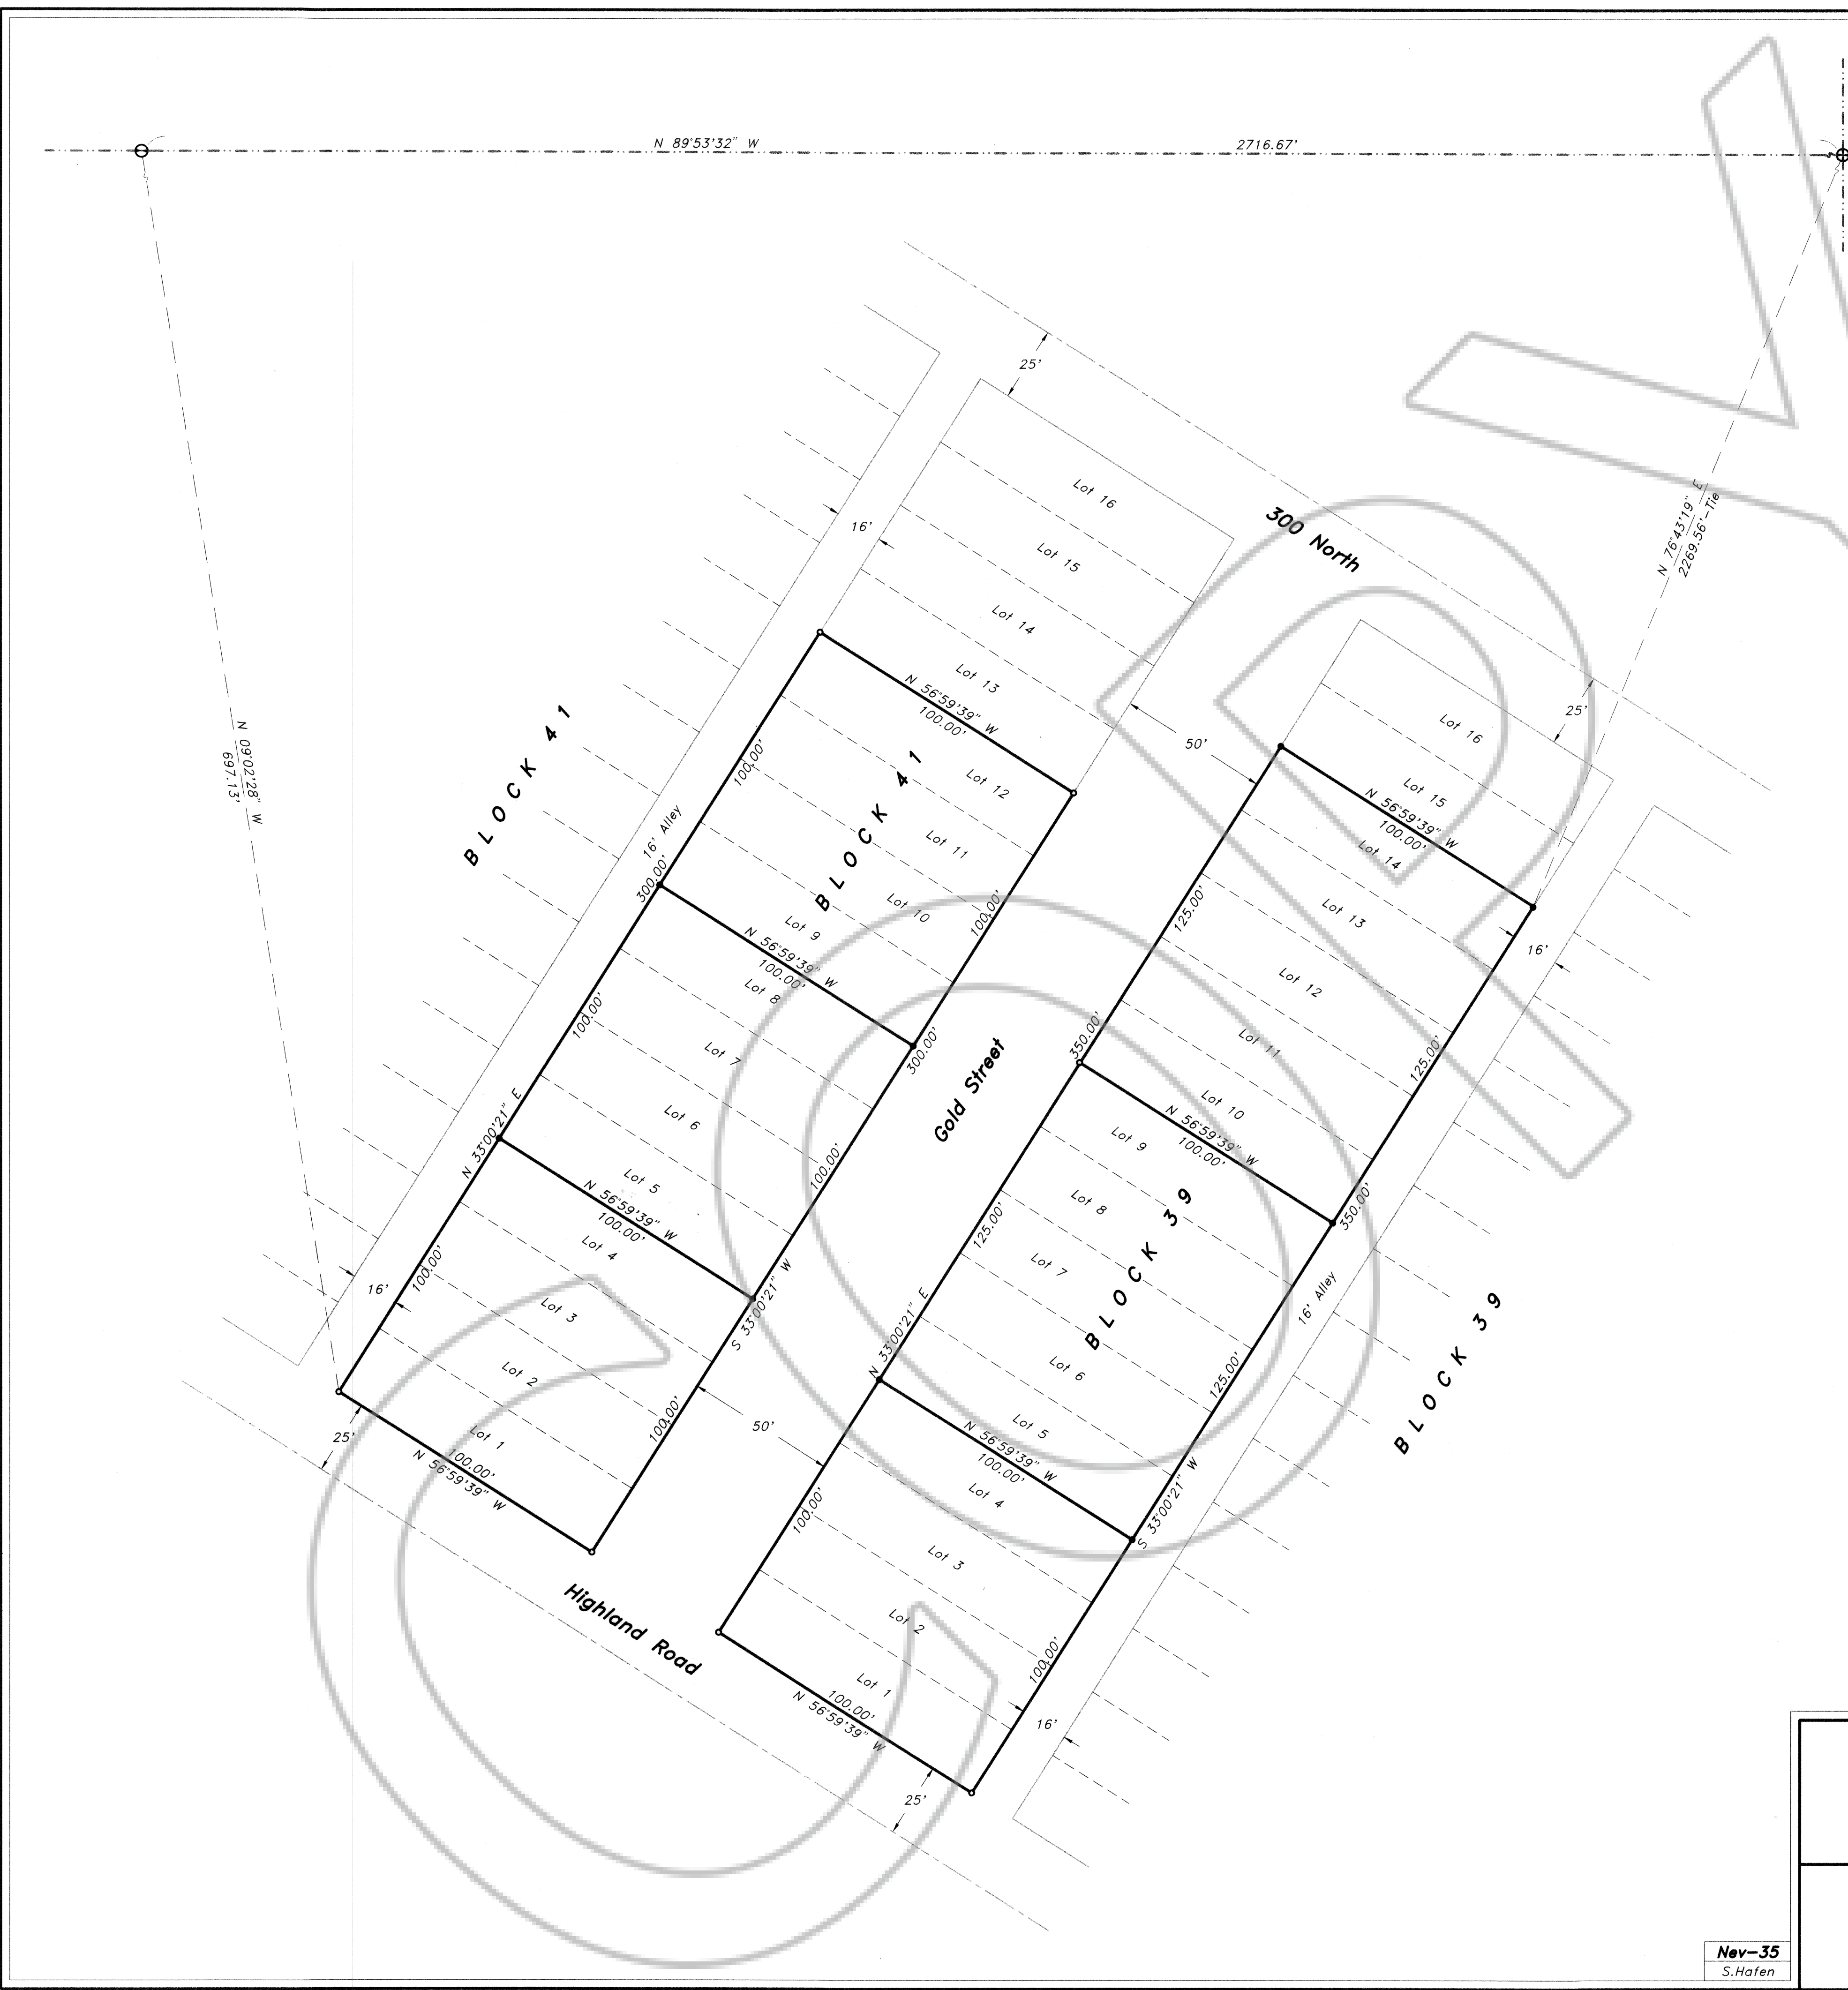 N 89°53'32" W
2716.67'
N 09°02'28" W
697.13'
N 76°43'19" E
2269.56'-Tie
300 North
25'
16'
Lot 16
Lot 15
Lot 14
Lot 13
N 56°59'39" W
100.00'
Lot 12
Lot 11
Lot 10
Lot 9
N 56°59'39" W
100.00'
Lot 8
Lot 7
Lot 6
Lot 5
N 56°59'39" W
100.00'
Lot 4
Lot 3
Lot 2
Lot 1
100.00'
N 56°59'39" W
BLOCK 41
BLOCK 41
16' Alley
100.00'
300.00'
100.00'
N 33°00'21" E
100.00'
16'
25'
100.00'
300.00'
100.00'
S 33°00'21" W
100.00'
50'
50'
Gold Street
Highland Road
25'
Lot 16
Lot 15
N 56°59'39" W
100.00'
Lot 14
Lot 13
Lot 12
Lot 11
Lot 10
N 56°59'39" W
100.00'
Lot 9
Lot 8
Lot 7
Lot 6
Lot 5
N 56°59'39" W
100.00'
Lot 4
Lot 3
Lot 2
Lot 1
100.00'
N 56°59'39" W
BLOCK 39
BLOCK 39
125.00'
350.00'
125.00'
N 33°00'21" E
100.00'
16'
125.00'
350.00'
16' Alley
125.00'
S 33°00'21" W
100.00'
16'
25'
Nev-35
S.Hafen
COPY